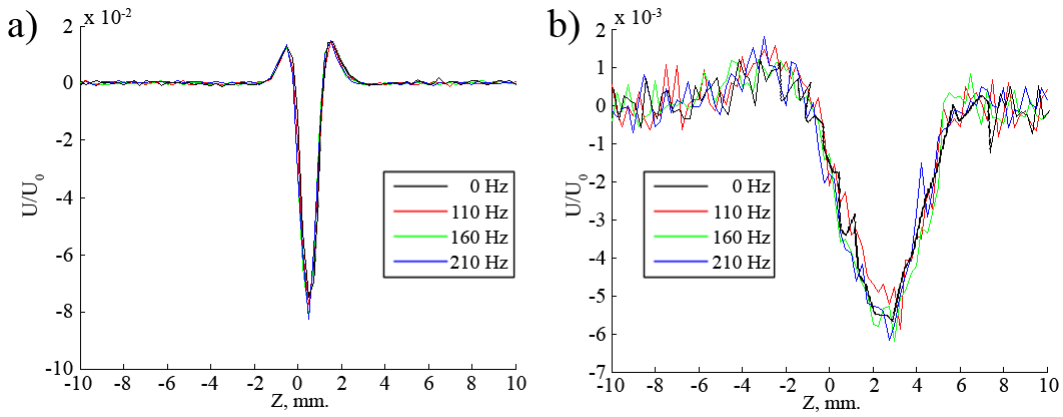 a)
x 10-2
2
0
-2
-4
-6
-8
-10
U/U0
0 Hz
110 Hz
160 Hz
210 Hz
-10 -8 -6 -4 -2 0 2 4 6 8 10
Z, mm.
b)
x 10-3
2
1
0
-1
-2
-3
-4
-5
-6
-7
U/U0
0 Hz
110 Hz
160 Hz
210 Hz
-10 -8 -6 -4 -2 0 2 4 6 8 10
Z, mm.